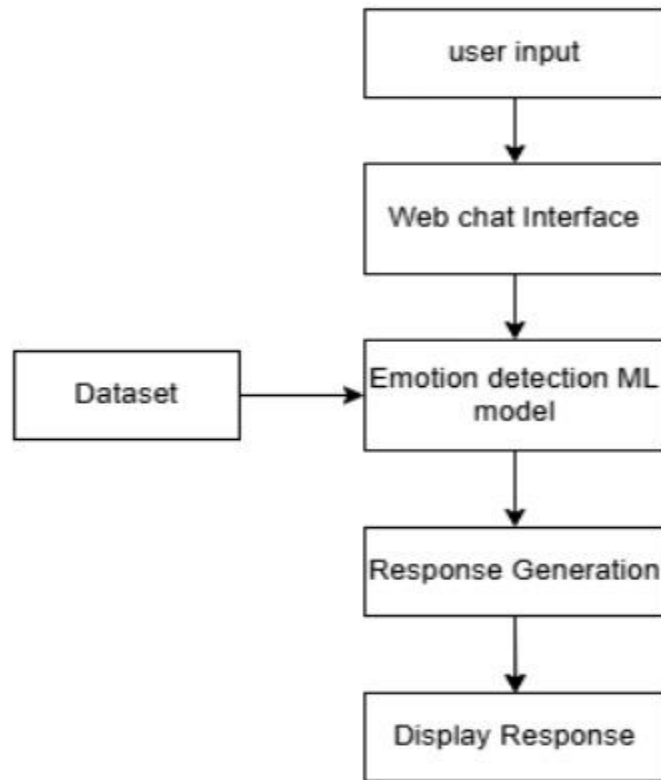 user input
Web chat Interface
Dataset
Emotion detection ML
model
Response Generation
Display Response